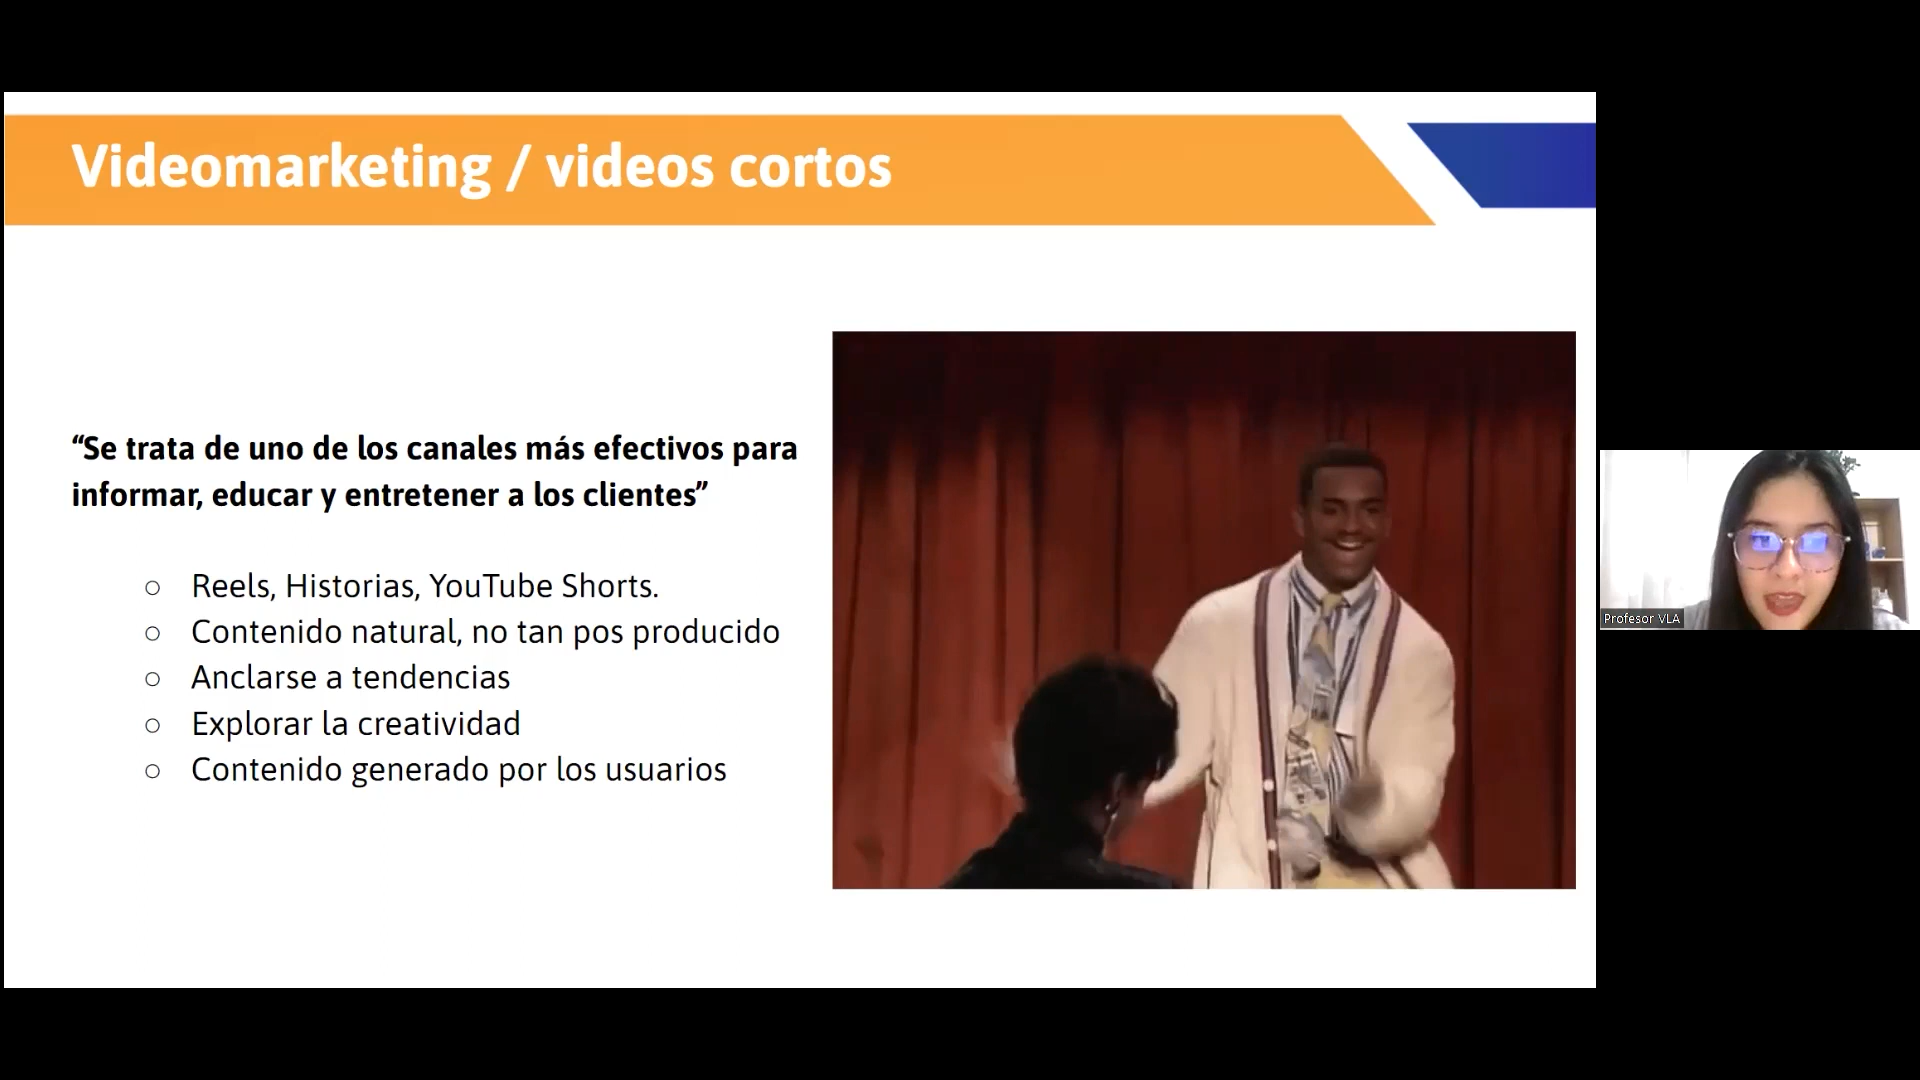 Videomarketing / videos cortos
“Se trata de uno de los canales más efectivos para
informar, educar y entretener a los clientes”
○ Reels, Historias, YouTube Shorts.
○ Contenido natural, no tan pos producido
○ Anclarse a tendencias
○ Explorar la creatividad
○ Contenido generado por los usuarios
Profesor VLA